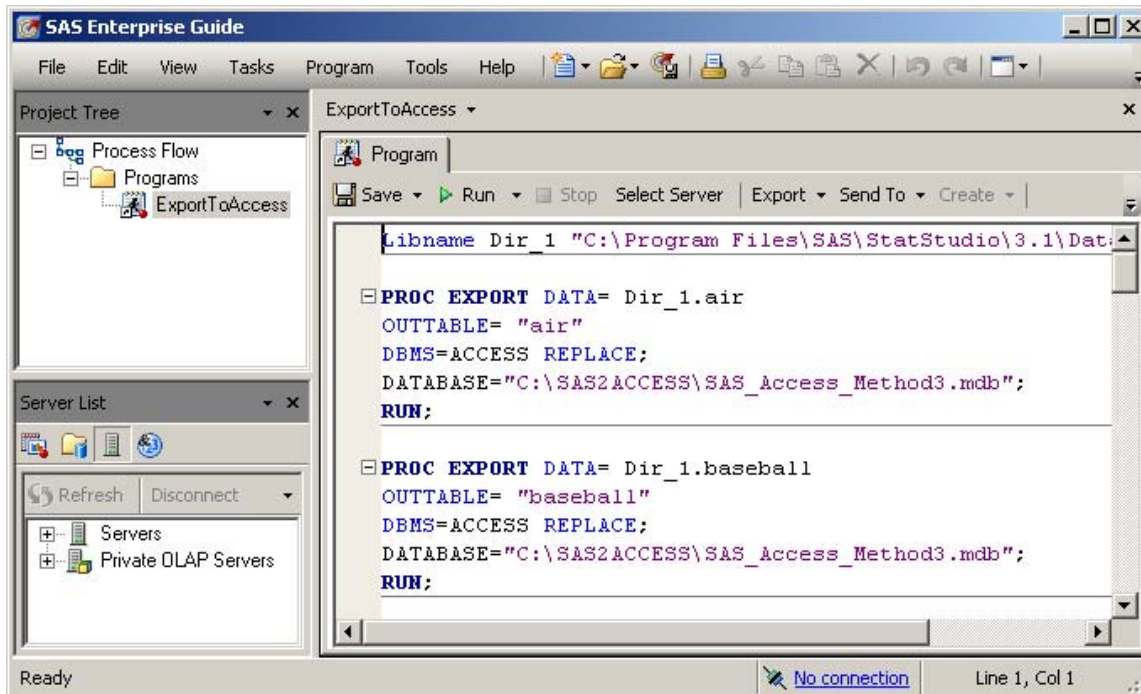 SAS Enterprise Guide
File Edit View Tasks Program Tools Help
Project Tree
Process Flow
Programs
ExportToAccess
Server List
Refresh Disconnect
Servers
Private OLAP Servers
ExportToAccess
Program
Save Run Stop Select Server Export Send To Create
Libname Dir_1 "C:\Program Files\SAS\StatStudio\3.1\Dat
PROC EXPORT DATA= Dir_1.air
OUTTABLE= "air"
DBMS=ACCESS REPLACE;
DATABASE="C:\SAS2ACCESS\SAS_Access_Method3.mdb";
RUN;
PROC EXPORT DATA= Dir_1.baseball
OUTTABLE= "baseball"
DBMS=ACCESS REPLACE;
DATABASE="C:\SAS2ACCESS\SAS_Access_Method3.mdb";
RUN;
Ready
No connection
Line 1, Col 1